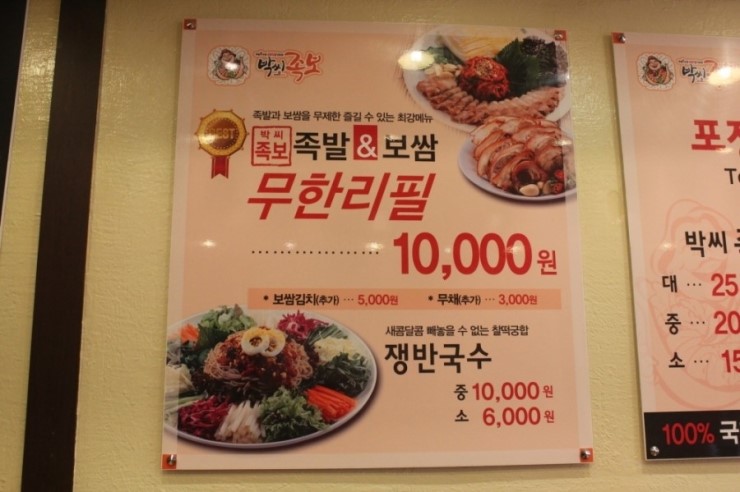 박씨족보
족발과 보쌈을 무제한 즐길 수 있는 최강메뉴
BEST
박씨
족보
족발&보쌈
무한리필
.................. 10,000원
* 보쌈김치(추가) … 5,000원 * 무채(추가) … 3,000원
새콤달콤 빼놓을 수 없는 찰떡궁합
쟁반국수
중 10,000원
소 6,000원
박씨
포장
박씨
대 … 25
중 … 20
소 … 15
100% 국